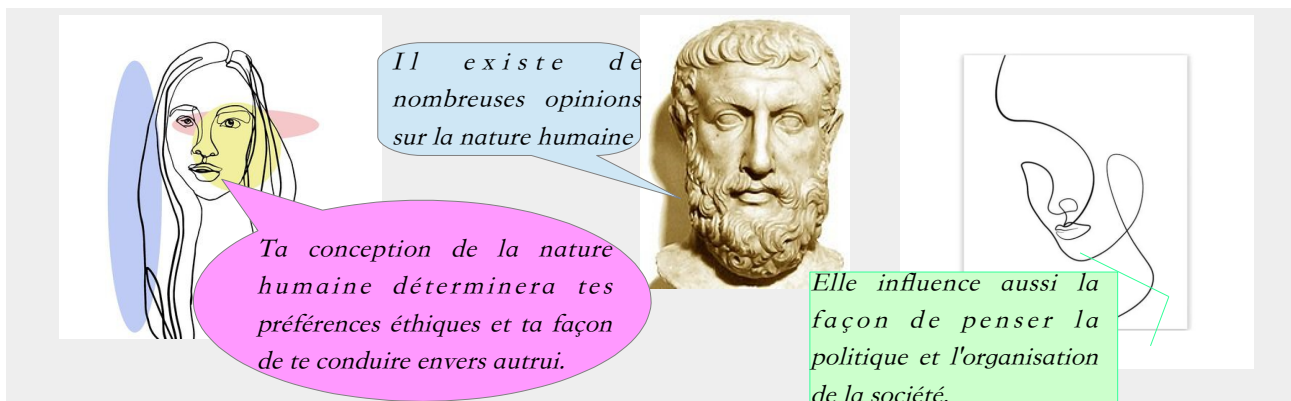 Il existe de
nombreuses opinions
sur la nature humaine
Ta conception de la nature
humaine déterminera tes
préférences éthiques et ta façon
de te conduire envers autrui.
Elle influence aussi la
façon de penser la
politique et l'organisation
de la société.